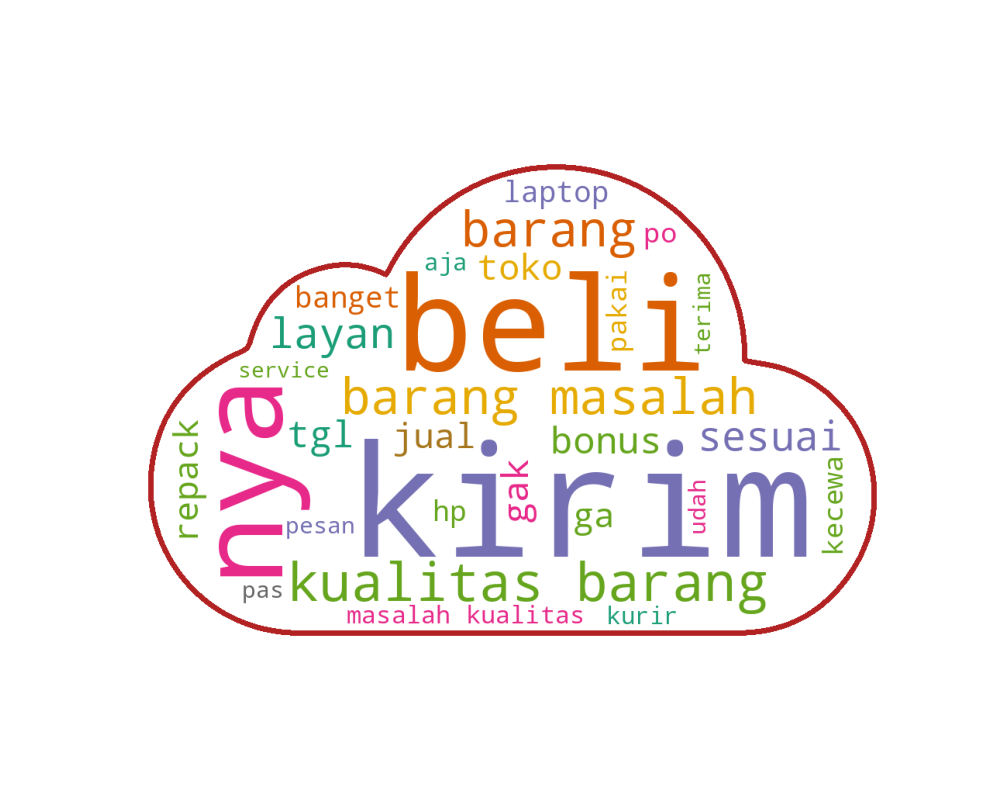 laptop
barang po
aja toko
banget beli pakai terima
layan
service
barang masalah
nya tgl jual bonus sesuai
repack kirim gak udah kecewa
pesan hp ga
pas kualitas barang
masalah kualitas kurir